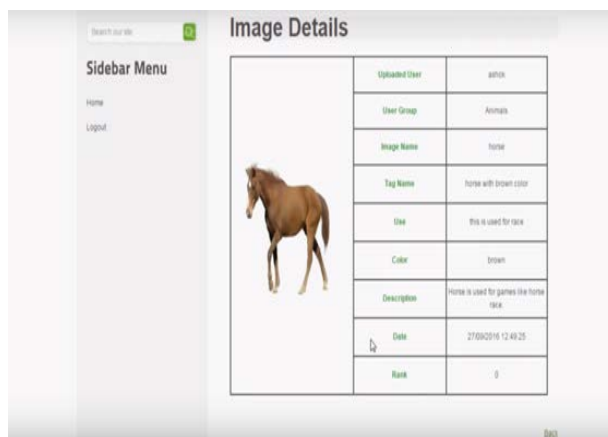 Search our site
Image Details
Sidebar Menu
Home
Logout
Uploaded User
ashok
User Group
Animals
Image Name
horse
Tag Name
horse with brown color
Use
this is used for race
Color
brown
Description
Horse is used for games like horse
race
Date
27/09/2016 12:49:25
Rank
0
Back